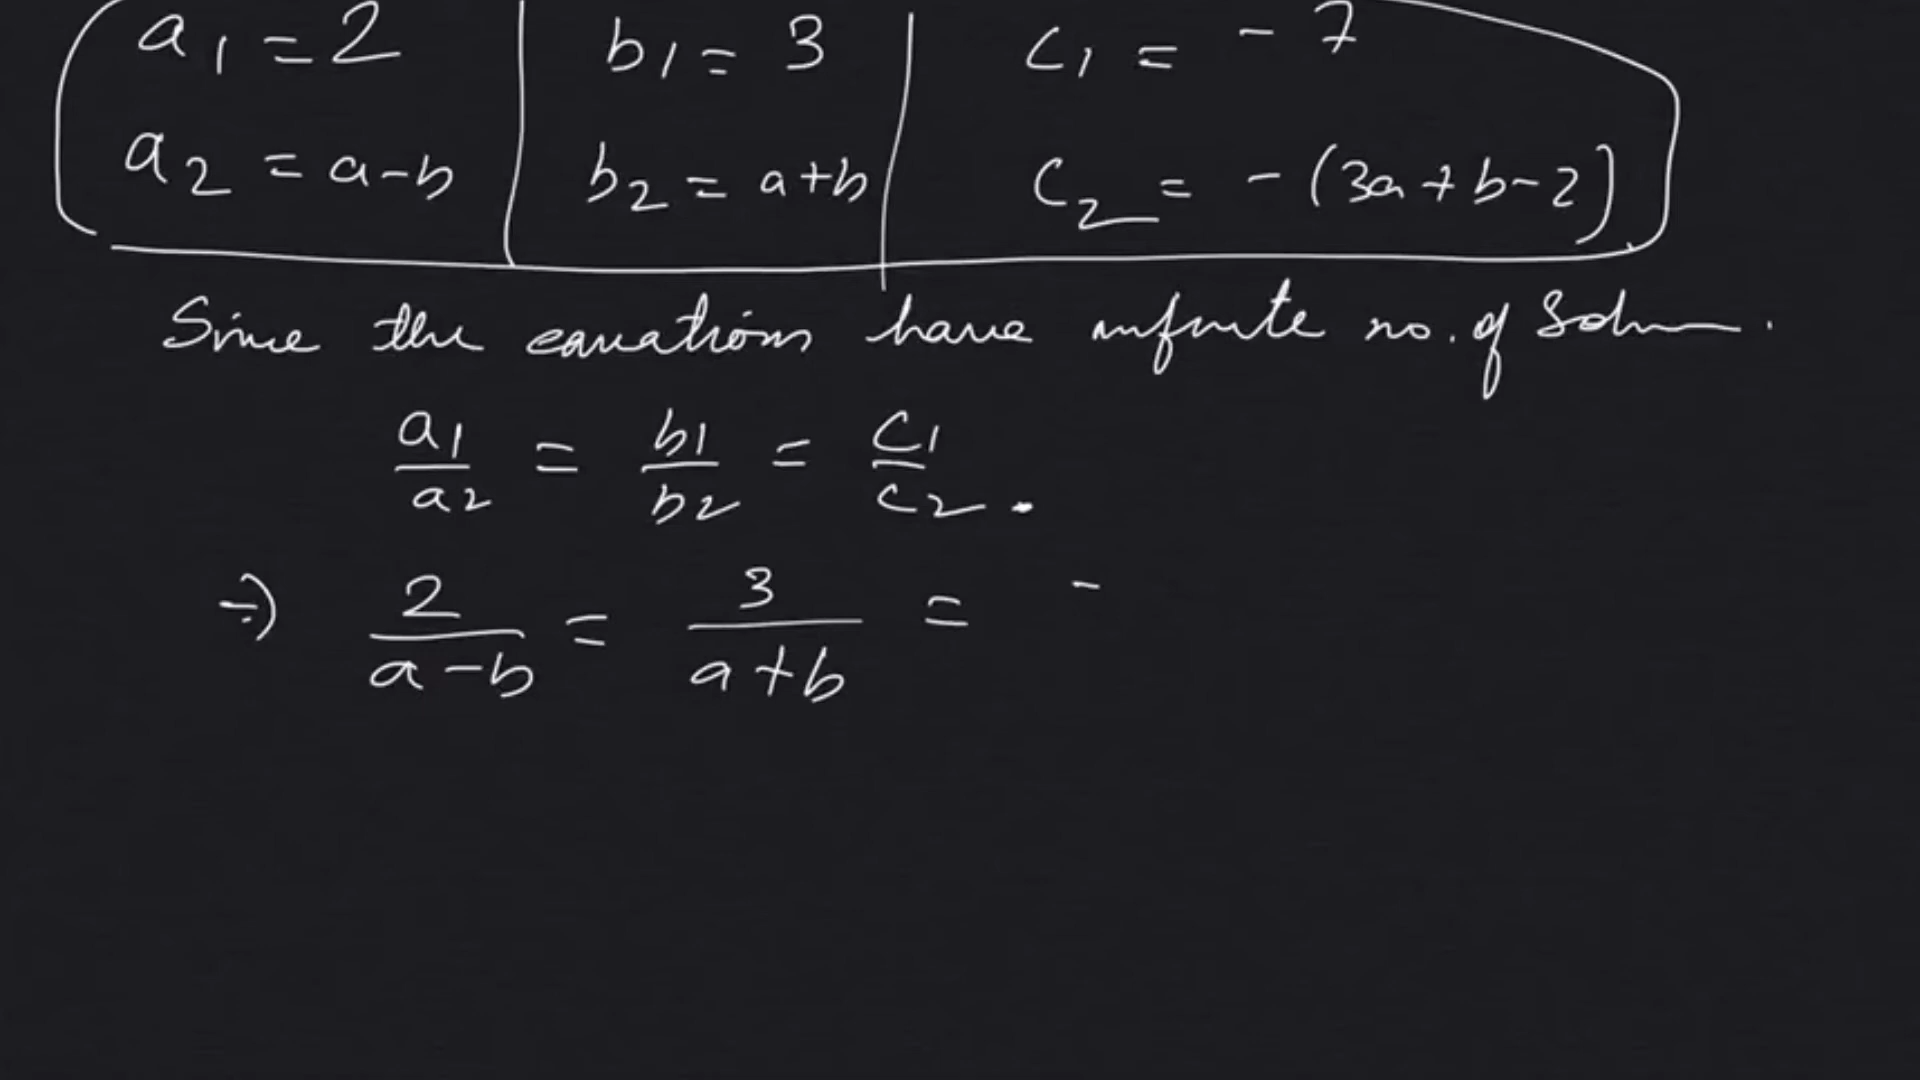 a₁ = 2 | b₁ = 3 | c₁ = -7
a₂ = a-b | b₂ = a+b | c₂ = -(3a+b-2)
Since the equations have infinite no. of Soln.
a₁/a₂ = b₁/b₂ = c₁/c₂.
⇒ 2/(a-b) = 3/(a+b) = -